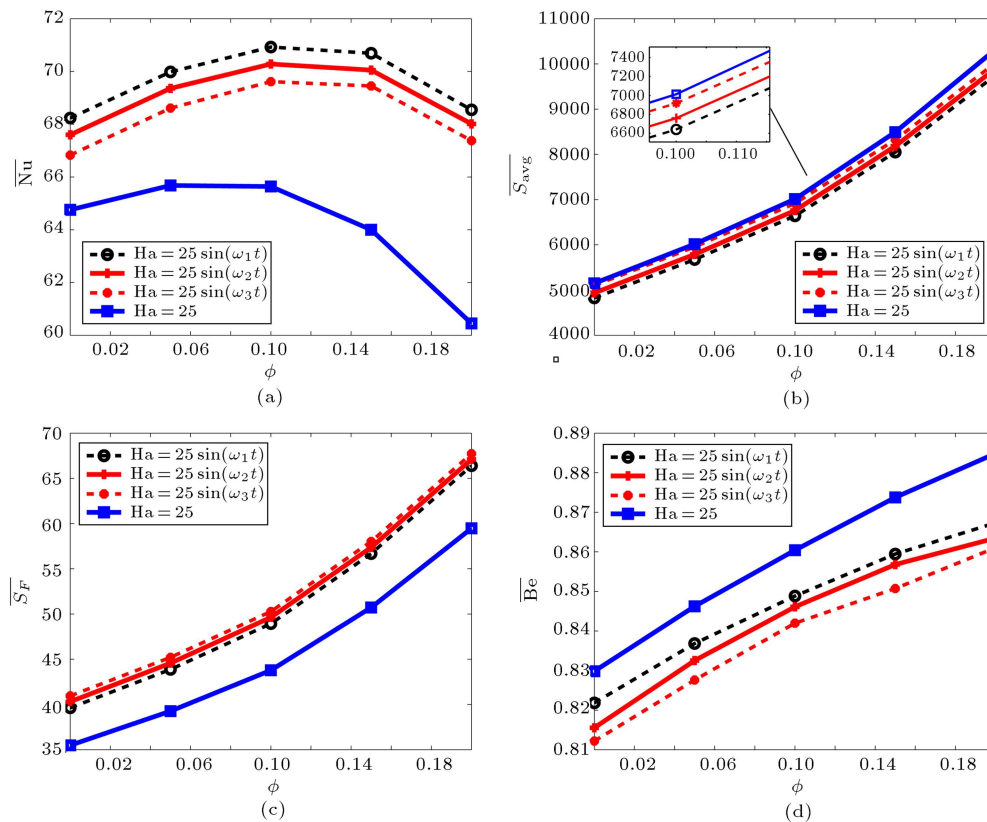 72
70
68
66
64
62
60
Nu
Ha = 25 sin(ω1t)
Ha = 25 sin(ω2t)
Ha = 25 sin(ω3t)
Ha = 25
0.02 0.06 0.10 0.14 0.18
ϕ
(a)
11000
10000
9000
8000
7000
6000
5000
4000
Savg
7400
7200
7000
6800
6600
0.100 0.110
Ha = 25 sin(ω1t)
Ha = 25 sin(ω2t)
Ha = 25 sin(ω3t)
Ha = 25
0.02 0.06 0.10 0.14 0.18
ϕ
(b)
70
65
60
55
50
45
40
35
SF
Ha = 25 sin(ω1t)
Ha = 25 sin(ω2t)
Ha = 25 sin(ω3t)
Ha = 25
0.02 0.06 0.10 0.14 0.18
ϕ
(c)
0.89
0.88
0.87
0.86
0.85
0.84
0.83
0.82
0.81
Be
Ha = 25 sin(ω1t)
Ha = 25 sin(ω2t)
Ha = 25 sin(ω3t)
Ha = 25
0.02 0.06 0.10 0.14 0.18
ϕ
(d)